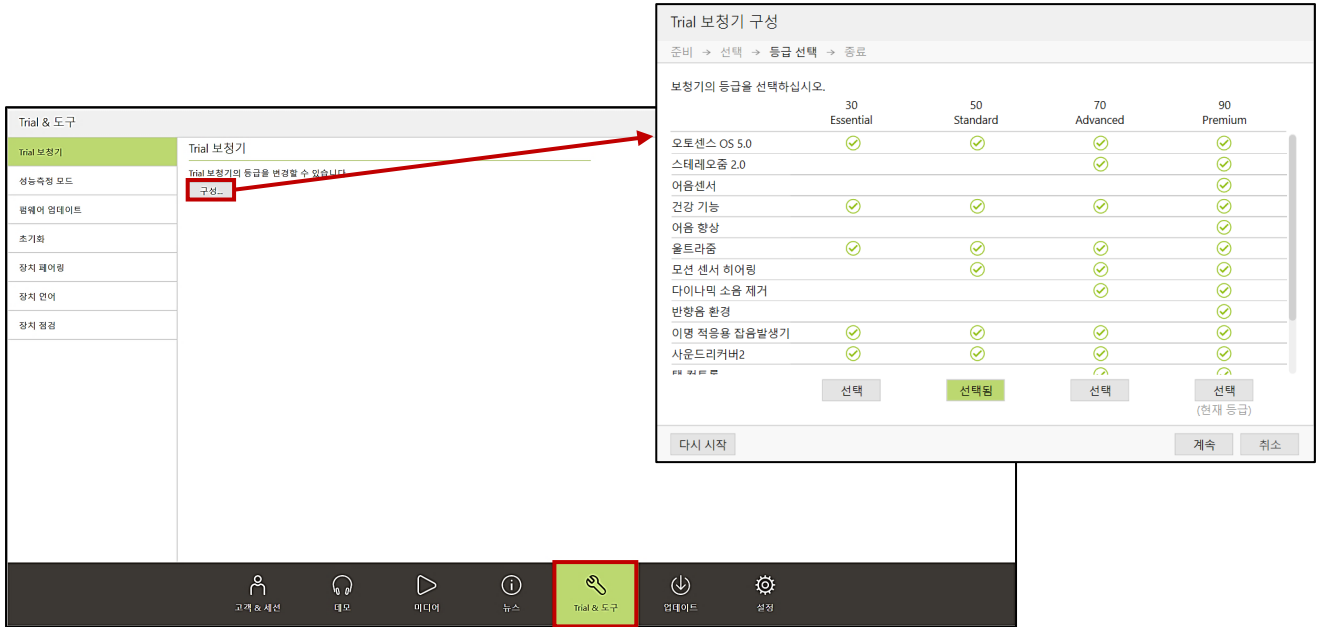 Trial 보청기 구성
준비 → 선택 → 등급 선택 → 종료
보청기의 등급을 선택하십시오.
30 50 70 90
Essential Standard Advanced Premium
오토센스 OS 5.0
스테레오줌 2.0
어음센서
건강 기능
어음 향상
울트라줌
모션 센서 히어링
다이나믹 소음 제거
반향음 환경
이명 적응용 잡음발생기
사운드리커버2
탭 컨트롤
선택 선택됨 선택 선택
(현재 등급)
다시 시작 계속 취소
Trial & 도구
Trial 보청기
성능측정 모드
펌웨어 업데이트
초기화
장치 페어링
장치 언어
장치 점검
Trial 보청기
Trial 보청기의 등급을 변경할 수 있습니다.
구성...
고객 & 세션 데모 미디어 뉴스 Trial & 도구 업데이트 설정